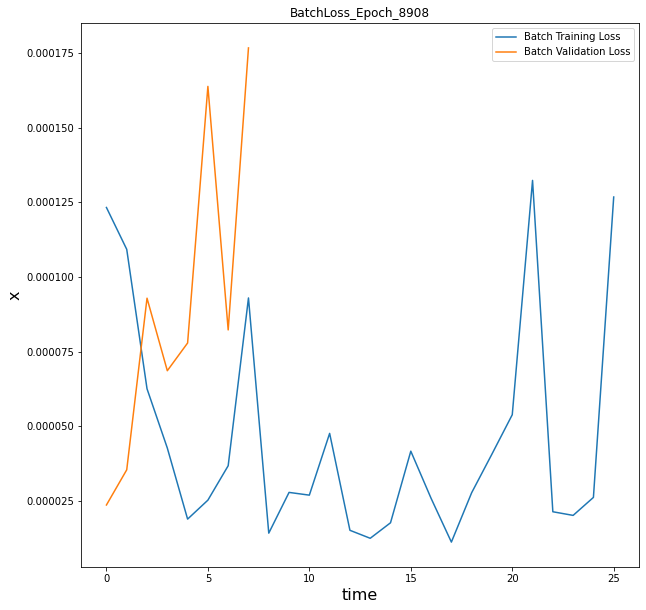 BatchLoss_Epoch_8908
Batch Training Loss
Batch Validation Loss
0.000175
0.000150
0.000125
0.000100
0.000075
0.000050
0.000025
x
0 5 10 15 20 25
time